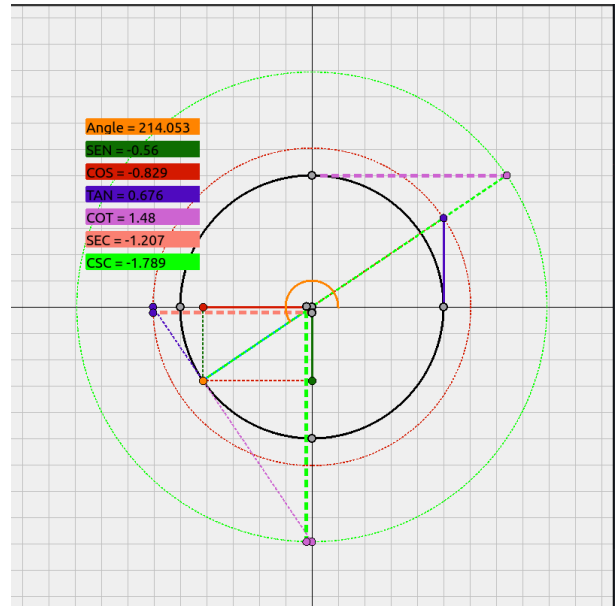 Angle = 214.053
SEN = -0.56
COS = -0.829
TAN = 0.676
COT = 1.48
SEC = -1.207
CSC = -1.789